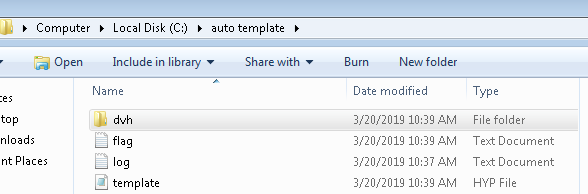 Computer ▸ Local Disk (C:) ▸ auto template ▸
Open Include in library Share with Burn New folder
Name Date modified Type
dvh 3/20/2019 10:39 AM File folder
flag 3/20/2019 10:39 AM Text Document
log 3/20/2019 10:37 AM Text Document
template 3/20/2019 10:39 AM HYP File
ces
top
nloads
nt Places